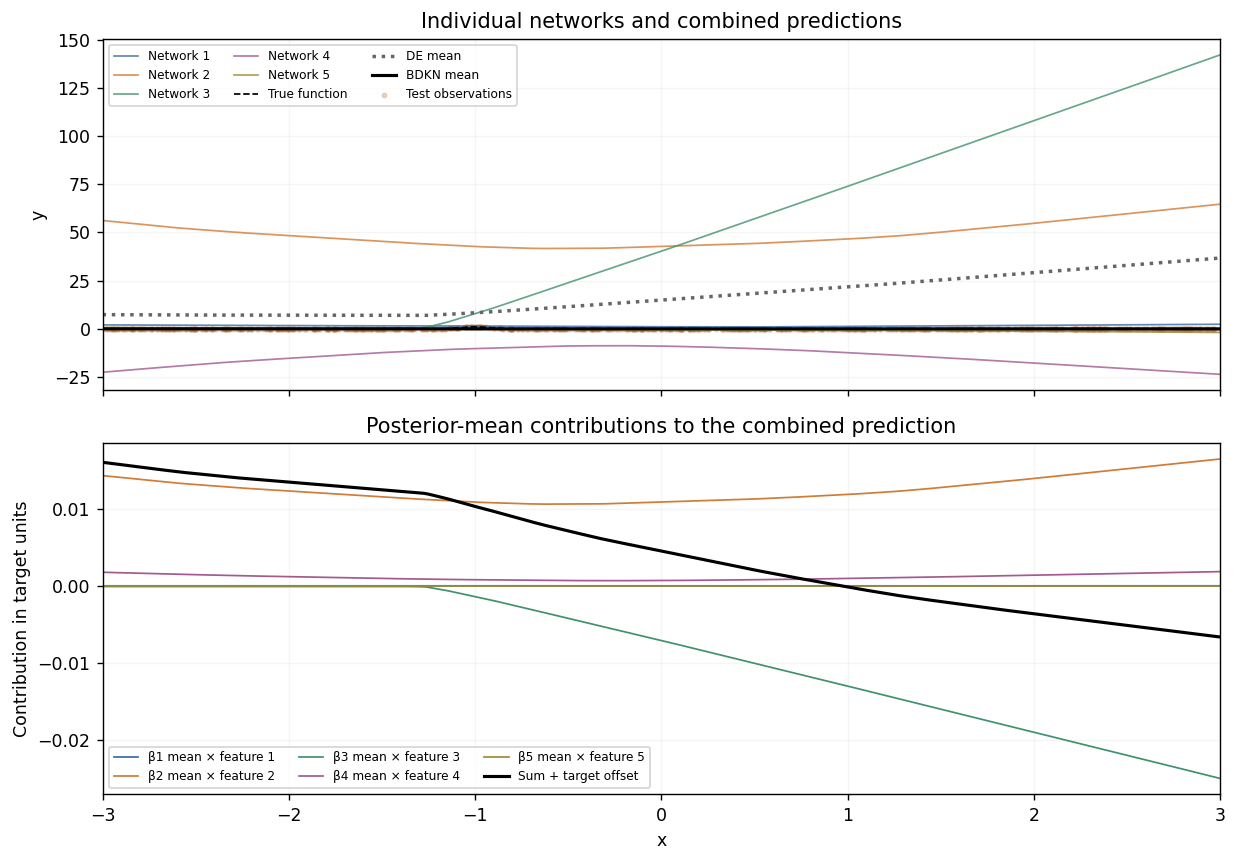 Individual networks and combined predictions
150
125
100
75
50
25
0
−25
y
Network 1
Network 2
Network 3
Network 4
Network 5
True function
DE mean
BDKN mean
Test observations
Posterior-mean contributions to the combined prediction
0.01
0.00
−0.01
−0.02
Contribution in target units
β1 mean × feature 1
β2 mean × feature 2
β3 mean × feature 3
β4 mean × feature 4
β5 mean × feature 5
Sum + target offset
−3 −2 −1 0 1 2 3
x